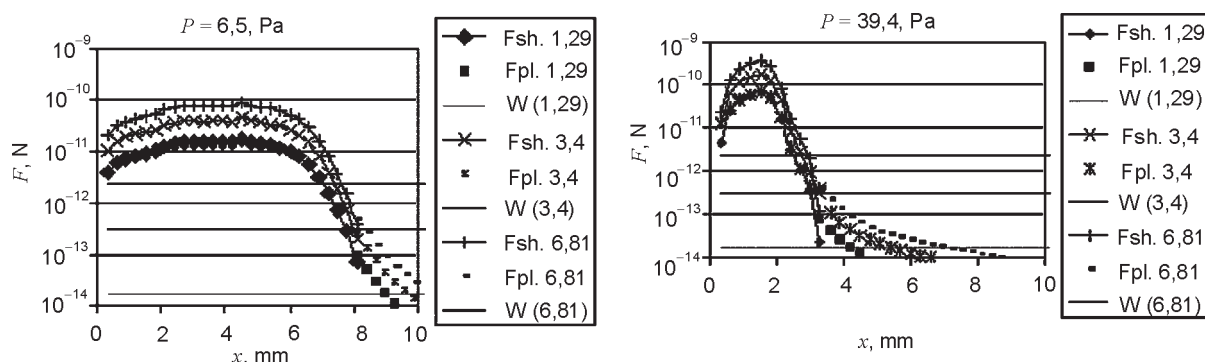 P = 6,5, Pa
F, N
10⁻⁹
10⁻¹⁰
10⁻¹¹
10⁻¹²
10⁻¹³
10⁻¹⁴
0
2
4
6
8
10
x, mm
Fsh. 1,29
Fpl. 1,29
W (1,29)
Fsh. 3,4
Fpl. 3,4
W (3,4)
Fsh. 6,81
Fpl. 6,81
W (6,81)
P = 39,4, Pa
F, N
10⁻⁹
10⁻¹⁰
10⁻¹¹
10⁻¹²
10⁻¹³
10⁻¹⁴
0
2
4
6
8
10
x, mm
Fsh. 1,29
Fpl. 1,29
W (1,29)
Fsh. 3,4
Fpl. 3,4
W (3,4)
Fsh. 6,81
Fpl. 6,81
W (6,81)